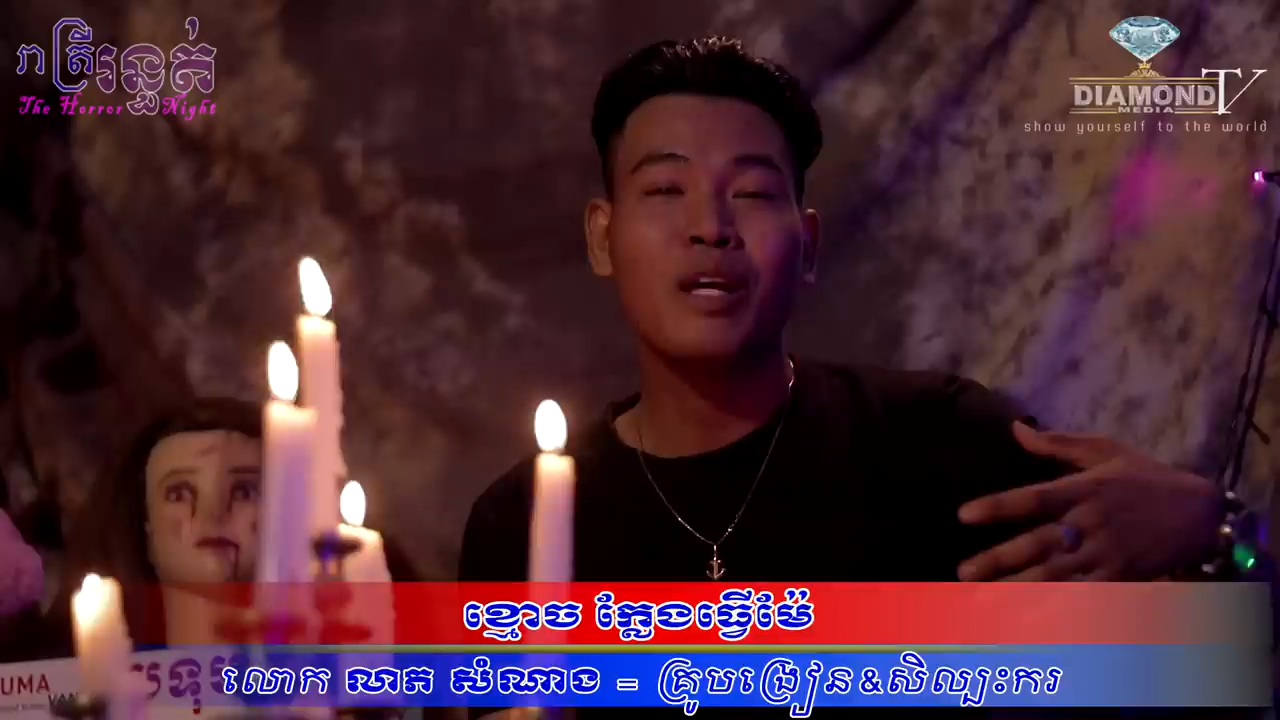 រាត្រីរន្ធត់
The Horror Night
DIAMOND TV
MEDIA
show yourself to the world
ខ្មោច ក្លែងធ្វើម៉ែ
លោក លាភ សំណាង = គ្រូបង្រៀន&សិល្បះករ
UMA